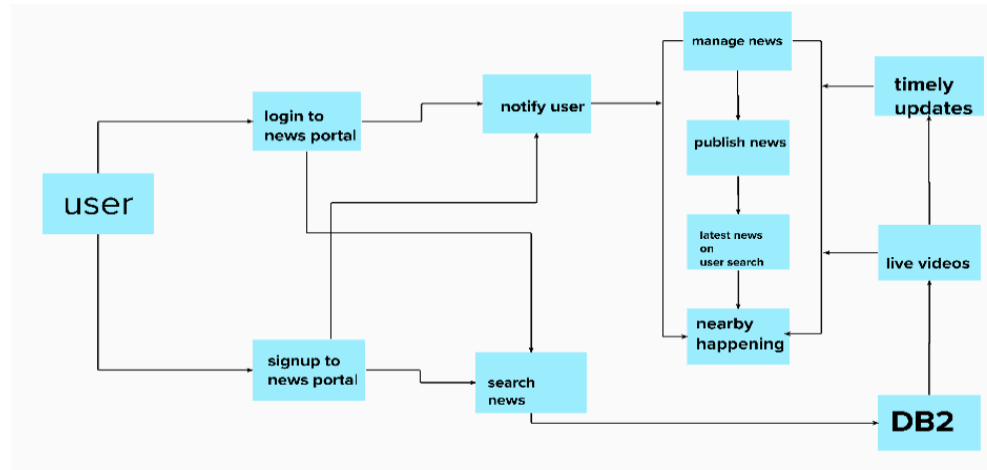 manage news
timely
updates
login to
news portal
notify user
publish news
user
latest news
on
user search
live videos
nearby
happening
signup to
news portal
search
news
DB2